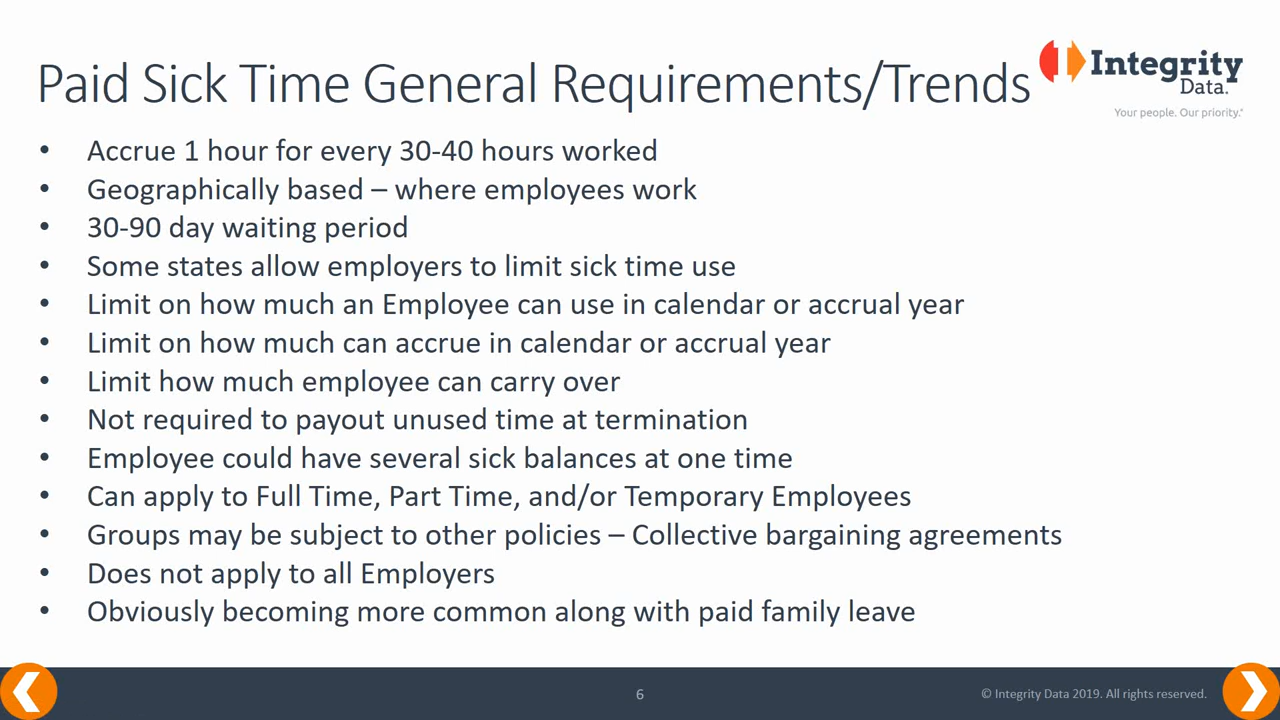 Paid Sick Time General Requirements/Trends
Integrity
Data.
Your people. Our priority.®
• Accrue 1 hour for every 30-40 hours worked
• Geographically based – where employees work
• 30-90 day waiting period
• Some states allow employers to limit sick time use
• Limit on how much an Employee can use in calendar or accrual year
• Limit on how much can accrue in calendar or accrual year
• Limit how much employee can carry over
• Not required to payout unused time at termination
• Employee could have several sick balances at one time
• Can apply to Full Time, Part Time, and/or Temporary Employees
• Groups may be subject to other policies – Collective bargaining agreements
• Does not apply to all Employers
• Obviously becoming more common along with paid family leave
6
© Integrity Data 2019. All rights reserved.